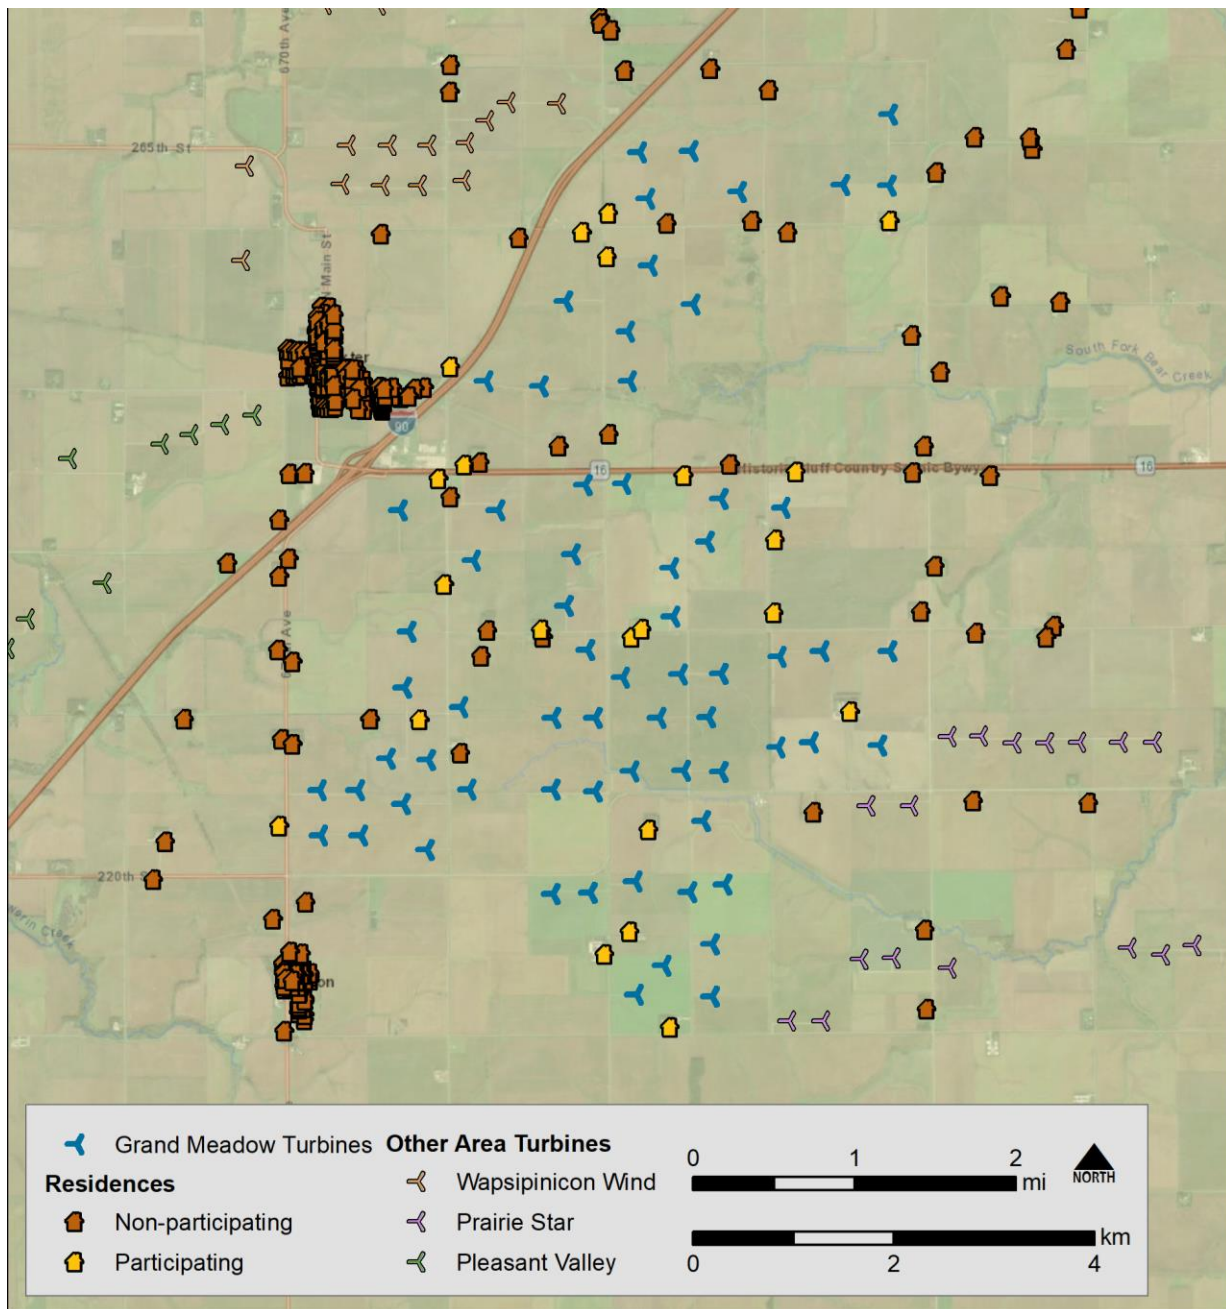 670th Ave
265th St
N Main St
South Fork Bear Creek
90
16
Historic Bluff Country Scenic Byway
16
Ave
220th S
Creek
Grand Meadow Turbines
Other Area Turbines
Residences
Wapsipinicon Wind
Non-participating
Prairie Star
Participating
Pleasant Valley
0 1 2 mi
NORTH
km
0 2 4